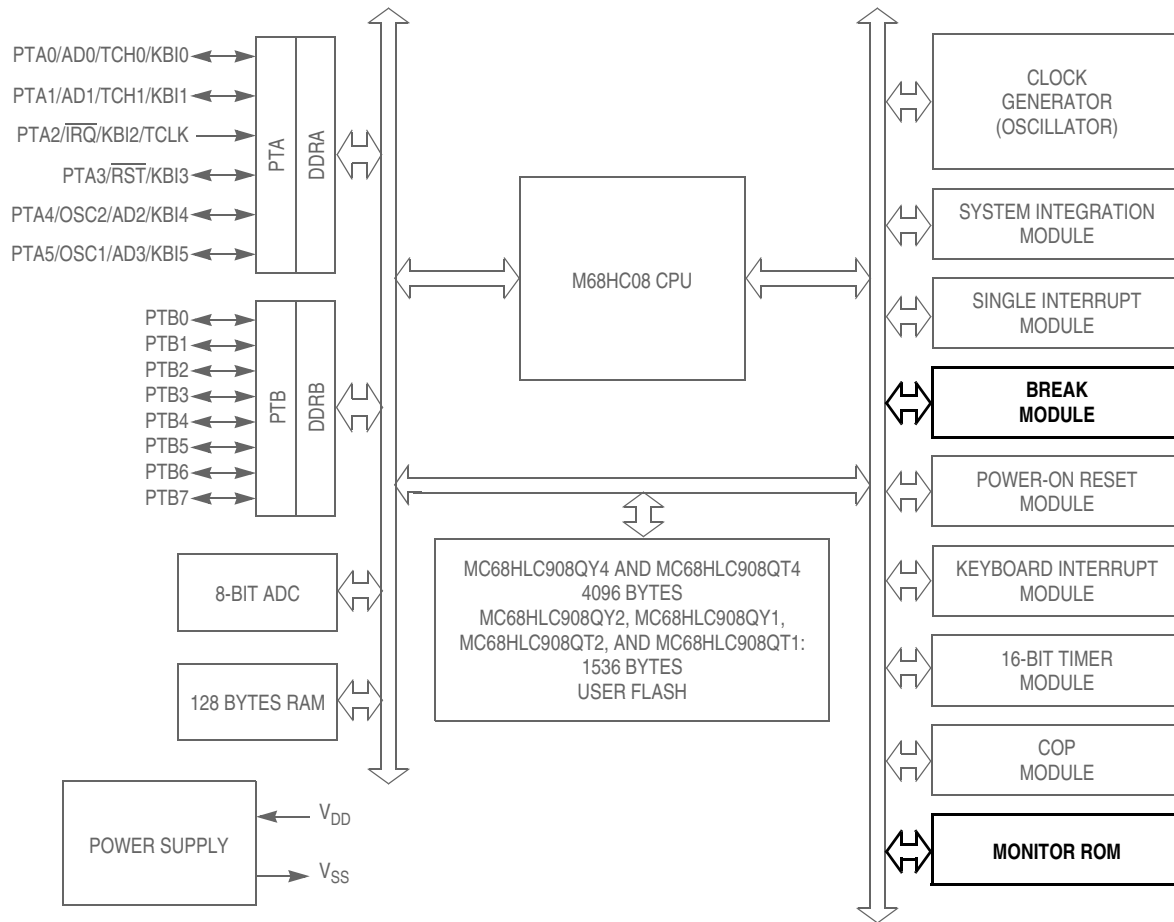 PTA0/AD0/TCH0/KBI0
PTA1/AD1/TCH1/KBI1
PTA2/I̅R̅Q̅/KBI2/TCLK
PTA3/R̅S̅T̅/KBI3
PTA4/OSC2/AD2/KBI4
PTA5/OSC1/AD3/KBI5
PTA
DDRA
PTB0
PTB1
PTB2
PTB3
PTB4
PTB5
PTB6
PTB7
PTB
DDRB
8-BIT ADC
128 BYTES RAM
POWER SUPPLY
VDD
VSS
M68HC08 CPU
MC68HLC908QY4 AND MC68HLC908QT4
4096 BYTES
MC68HLC908QY2, MC68HLC908QY1,
MC68HLC908QT2, AND MC68HLC908QT1:
1536 BYTES
USER FLASH
CLOCK
GENERATOR
(OSCILLATOR)
SYSTEM INTEGRATION
MODULE
SINGLE INTERRUPT
MODULE
BREAK
MODULE
POWER-ON RESET
MODULE
KEYBOARD INTERRUPT
MODULE
16-BIT TIMER
MODULE
COP
MODULE
MONITOR ROM